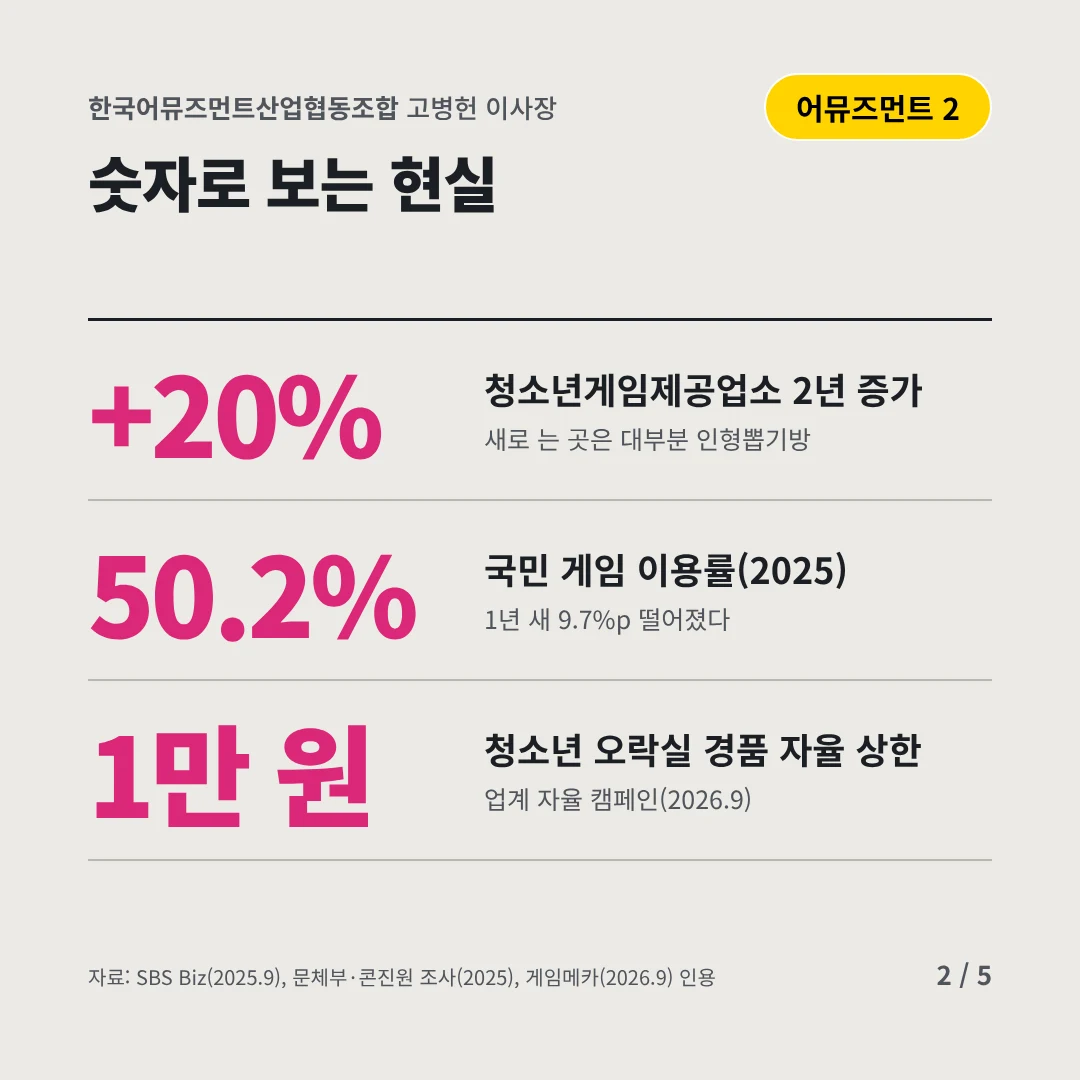 한국어뮤즈먼트산업협동조합 고병헌 이사장
어뮤즈먼트 2
숫자로 보는 현실
+20%
청소년게임제공업소 2년 증가
새로 는 곳은 대부분 인형뽑기방
50.2%
국민 게임 이용률(2025)
1년 새 9.7%p 떨어졌다
1만 원
청소년 오락실 경품 자율 상한
업계 자율 캠페인(2026.9)
자료: SBS Biz(2025.9), 문체부·콘진원 조사(2025), 게임메카(2026.9) 인용
2 / 5